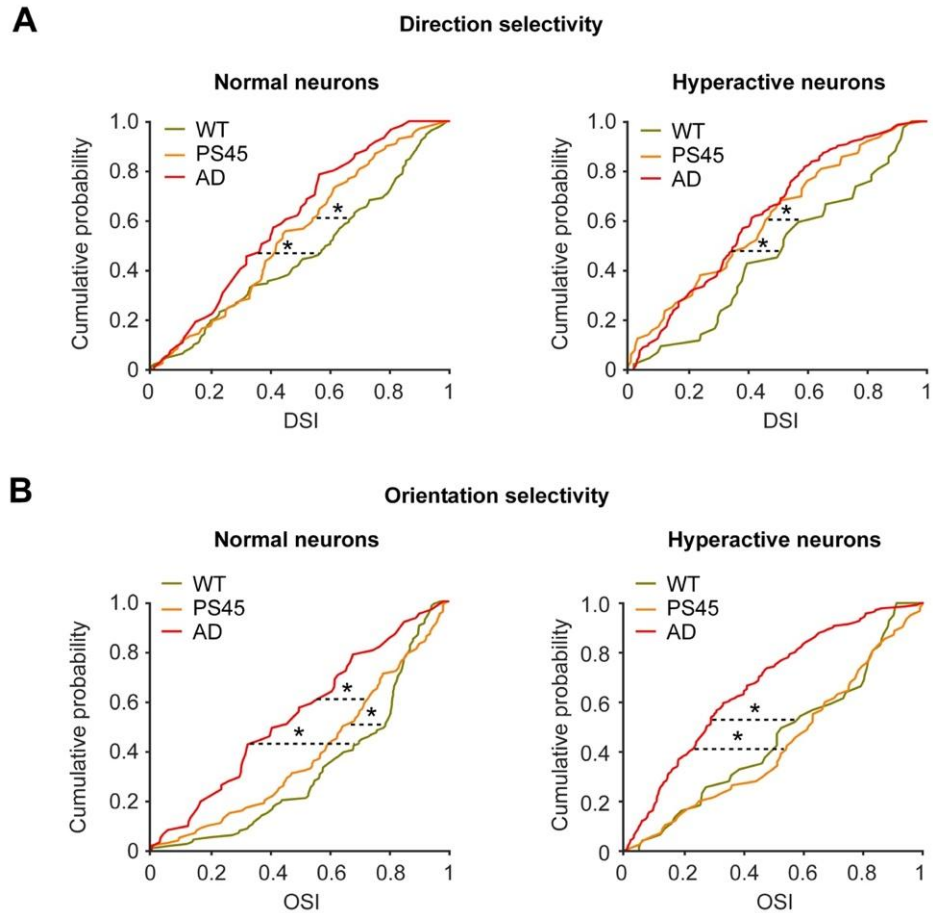 A
Direction selectivity
Normal neurons
WT
PS45
AD
1.0
0.8
0.6
0.4
0.2
0
Cumulative probability
*
*
0 0.2 0.4 0.6 0.8 1
DSI
Hyperactive neurons
WT
PS45
AD
1.0
0.8
0.6
0.4
0.2
0
Cumulative probability
*
*
0 0.2 0.4 0.6 0.8 1
DSI
B
Orientation selectivity
Normal neurons
WT
PS45
AD
1.0
0.8
0.6
0.4
0.2
0
Cumulative probability
*
*
*
0 0.2 0.4 0.6 0.8 1
OSI
Hyperactive neurons
WT
PS45
AD
1.0
0.8
0.6
0.4
0.2
0
Cumulative probability
*
*
0 0.2 0.4 0.6 0.8 1
OSI